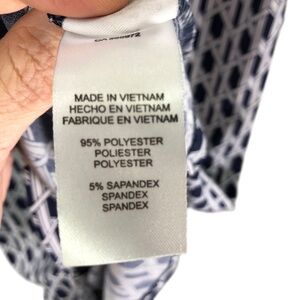 MADE IN VIETNAM
HECHO EN VIETNAM
FABRIQUE EN VIETNAM
95% POLYESTER
POLIESTER
POLYESTER
5% SAPANDEX
SPANDEX
SPANDEX